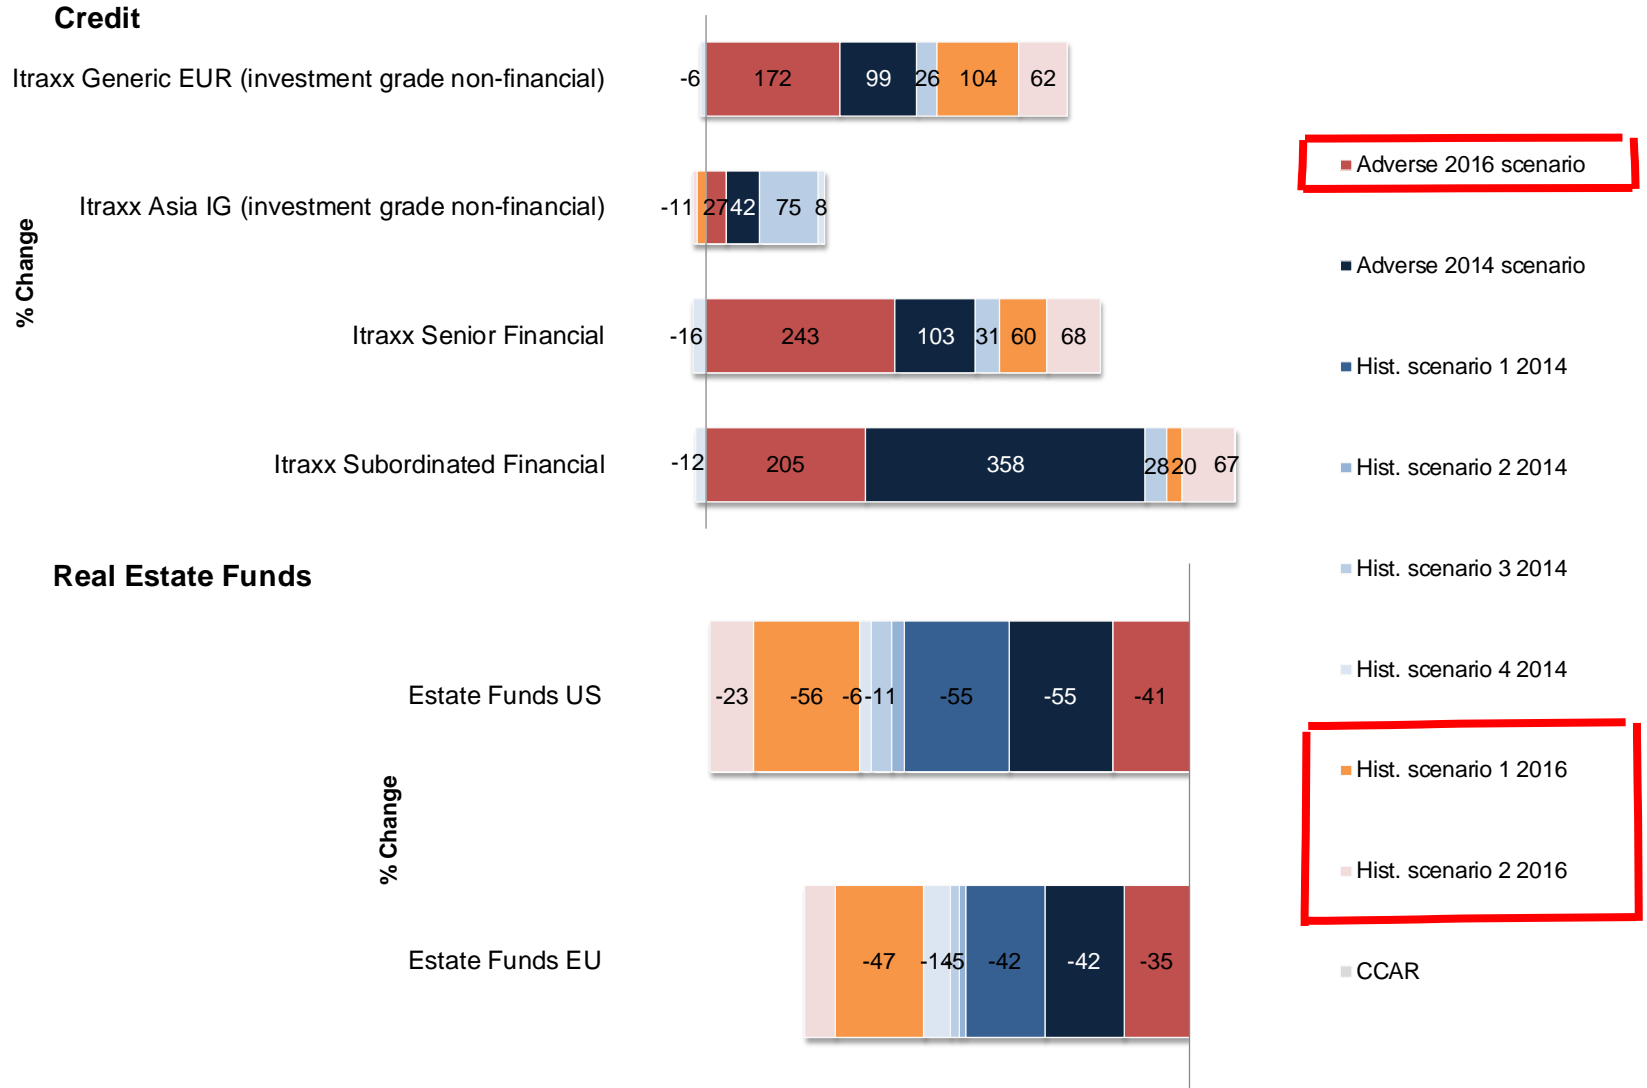 Credit
% Change
Itraxx Generic EUR (investment grade non-financial)
-6 172 99 26 104 62
Itraxx Asia IG (investment grade non-financial)
-11 27 42 75 8
Itraxx Senior Financial
-16 243 103 31 60 68
Itraxx Subordinated Financial
-12 205 358 28 20 67
Real Estate Funds
% Change
Estate Funds US
-23 -56 -6 -11 -55 -55 -41
Estate Funds EU
-47 -14 -5 -42 -42 -35
Adverse 2016 scenario
Adverse 2014 scenario
Hist. scenario 1 2014
Hist. scenario 2 2014
Hist. scenario 3 2014
Hist. scenario 4 2014
Hist. scenario 1 2016
Hist. scenario 2 2016
CCAR